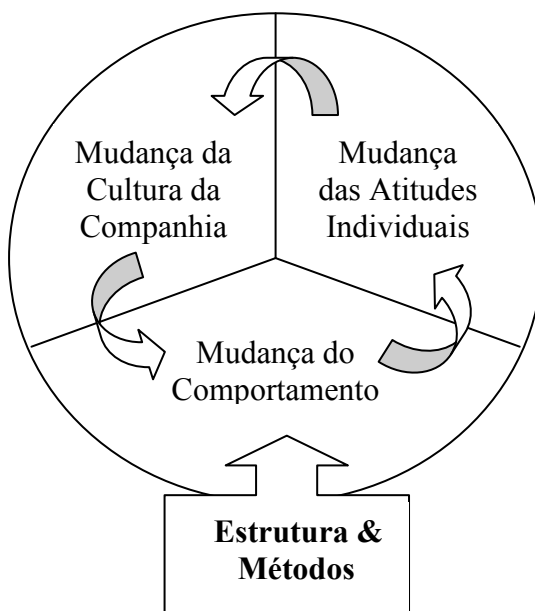 Mudança da
Cultura da
Companhia
Mudança
das Atitudes
Individuais
Mudança do
Comportamento
Estrutura &
Métodos